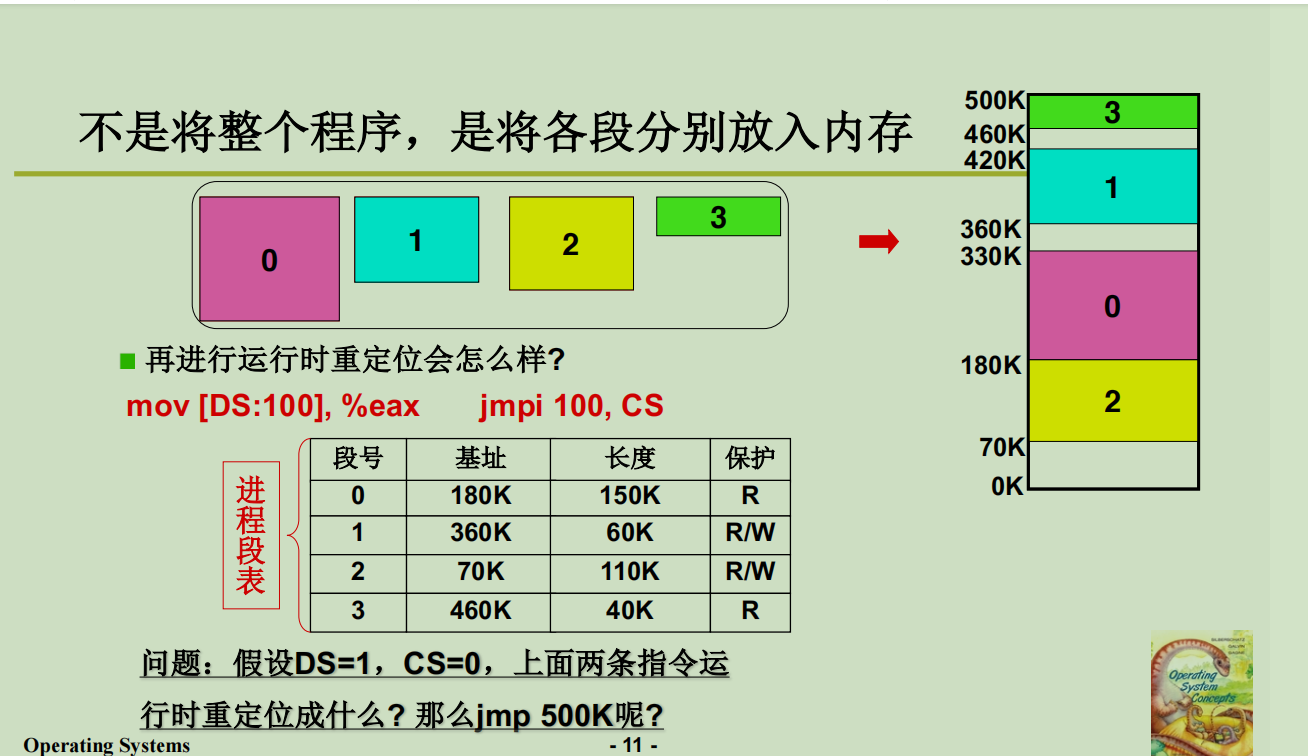 不是将整个程序，是将各段分别放入内存
0
1
2
3
500K
3
460K
420K
1
360K
330K
0
180K
2
70K
0K
再进行运行时重定位会怎么样?
mov [DS:100], %eax jmpi 100, CS
进程段表
段号 基址 长度 保护
0 180K 150K R
1 360K 60K R/W
2 70K 110K R/W
3 460K 40K R
问题：假设DS=1，CS=0，上面两条指令运
行时重定位成什么? 那么jmp 500K呢?
Operating Systems
- 11 -
Operating
System
Concepts